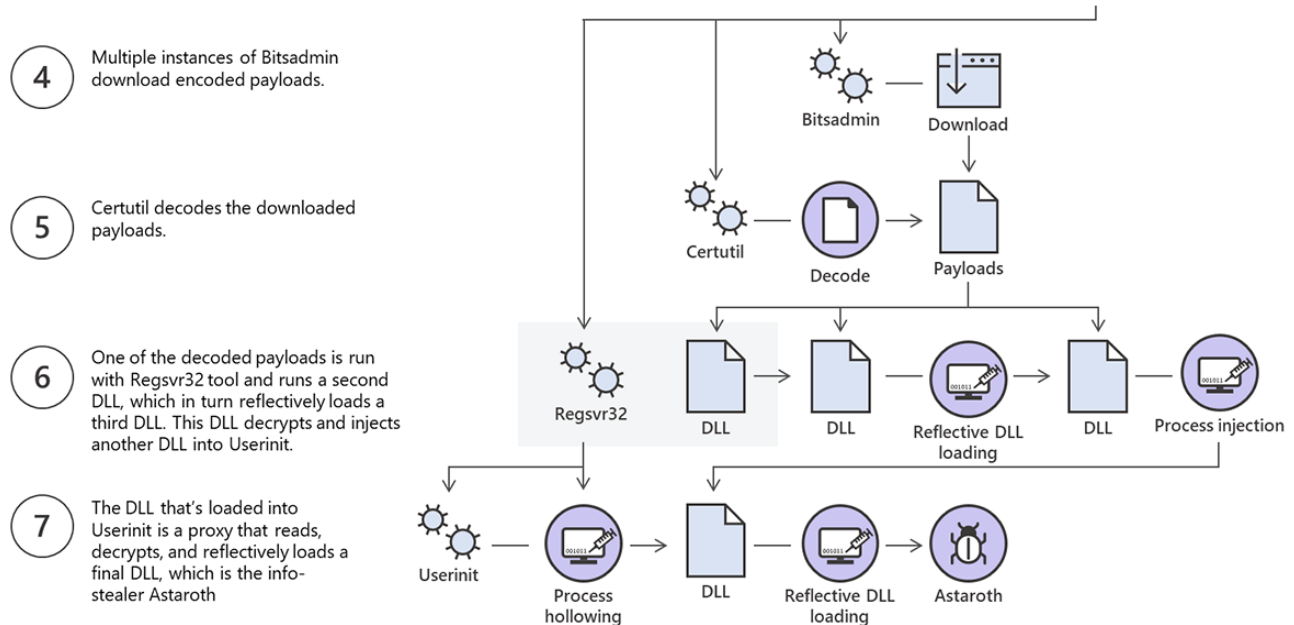 4
Multiple instances of Bitsadmin
download encoded payloads.
Bitsadmin
Download
5
Certutil decodes the downloaded
payloads.
Certutil
Decode
Payloads
6
One of the decoded payloads is run
with Regsvr32 tool and runs a second
DLL, which in turn reflectively loads a
third DLL. This DLL decrypts and injects
another DLL into Userinit.
Regsvr32
DLL
DLL
001011
Reflective DLL
loading
DLL
001011
Process injection
7
The DLL that’s loaded into
Userinit is a proxy that reads,
decrypts, and reflectively loads a
final DLL, which is the info-
stealer Astaroth
Userinit
001011
Process
hollowing
DLL
001011
Reflective DLL
loading
Astaroth